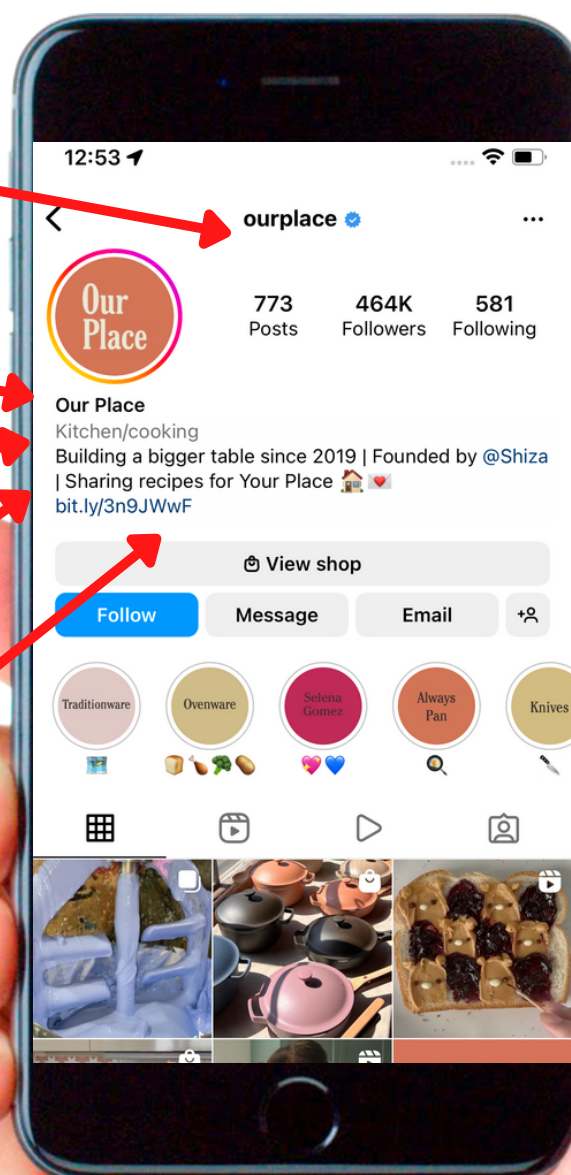 12:53
ourplace
Our
Place
773
Posts
464K
Followers
581
Following
Our Place
Kitchen/cooking
Building a bigger table since 2019 | Founded by @Shiza
| Sharing recipes for Your Place 🏠💌
bit.ly/3n9JWwF
View shop
Follow
Message
Email
Traditionware
Ovenware
Selena
Gomez
Always
Pan
Knives